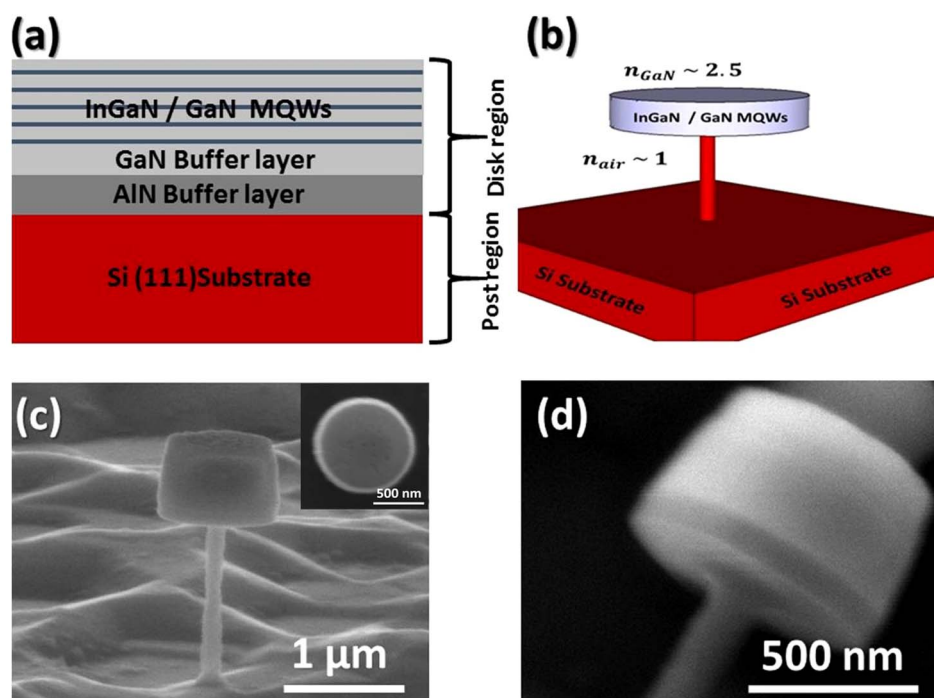 (a)
InGaN / GaN MQWs
GaN Buffer layer
AlN Buffer layer
Si (111)Substrate
Disk region
Post region
(b)
n_GaN ~ 2.5
InGaN / GaN MQWs
n_air ~ 1
Si Substrate
Si Substrate
(c)
500 nm
1 µm
(d)
500 nm